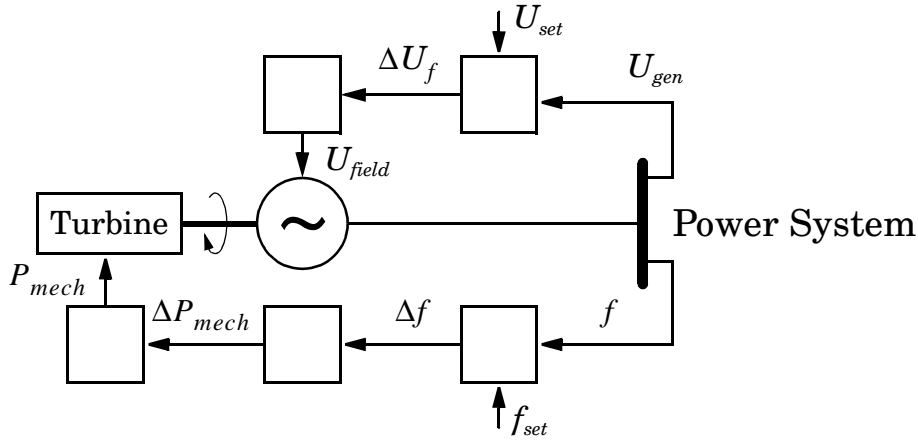 U_set
ΔU_f
U_gen
U_field
Turbine
~
Power System
P_mech
ΔP_mech
Δf
f
f_set